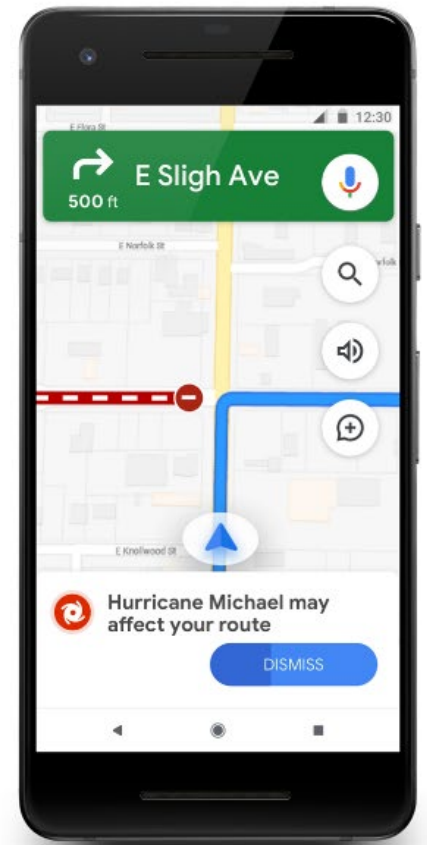 12:30
E Flora St
E Sligh Ave
500 ft
E Norfolk St
E Knollwood St
Hurricane Michael may
affect your route
DISMISS